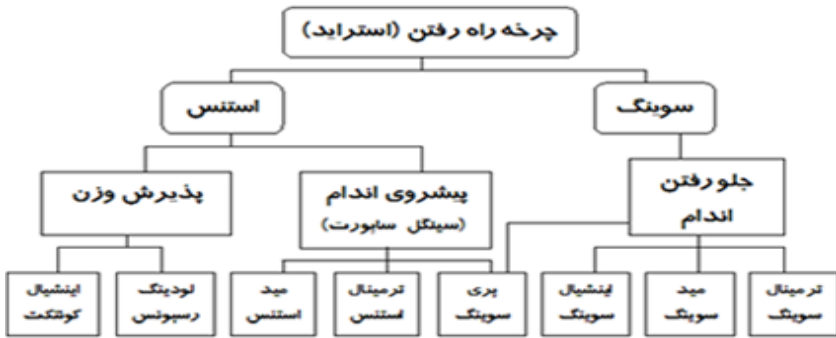 چرخه راه رفتن (استراید)
استنس
سوینگ
پذیرش وزن
پیشروی اندام
(سینگل ساپورت)
جلو رفتن
اندام
اینشیال
کونتکت
لودینگ
رسپونس
مید
استنس
ترمینال
استنس
پری
سوینگ
اینشیال
سوینگ
مید
سوینگ
ترمینال
سوینگ